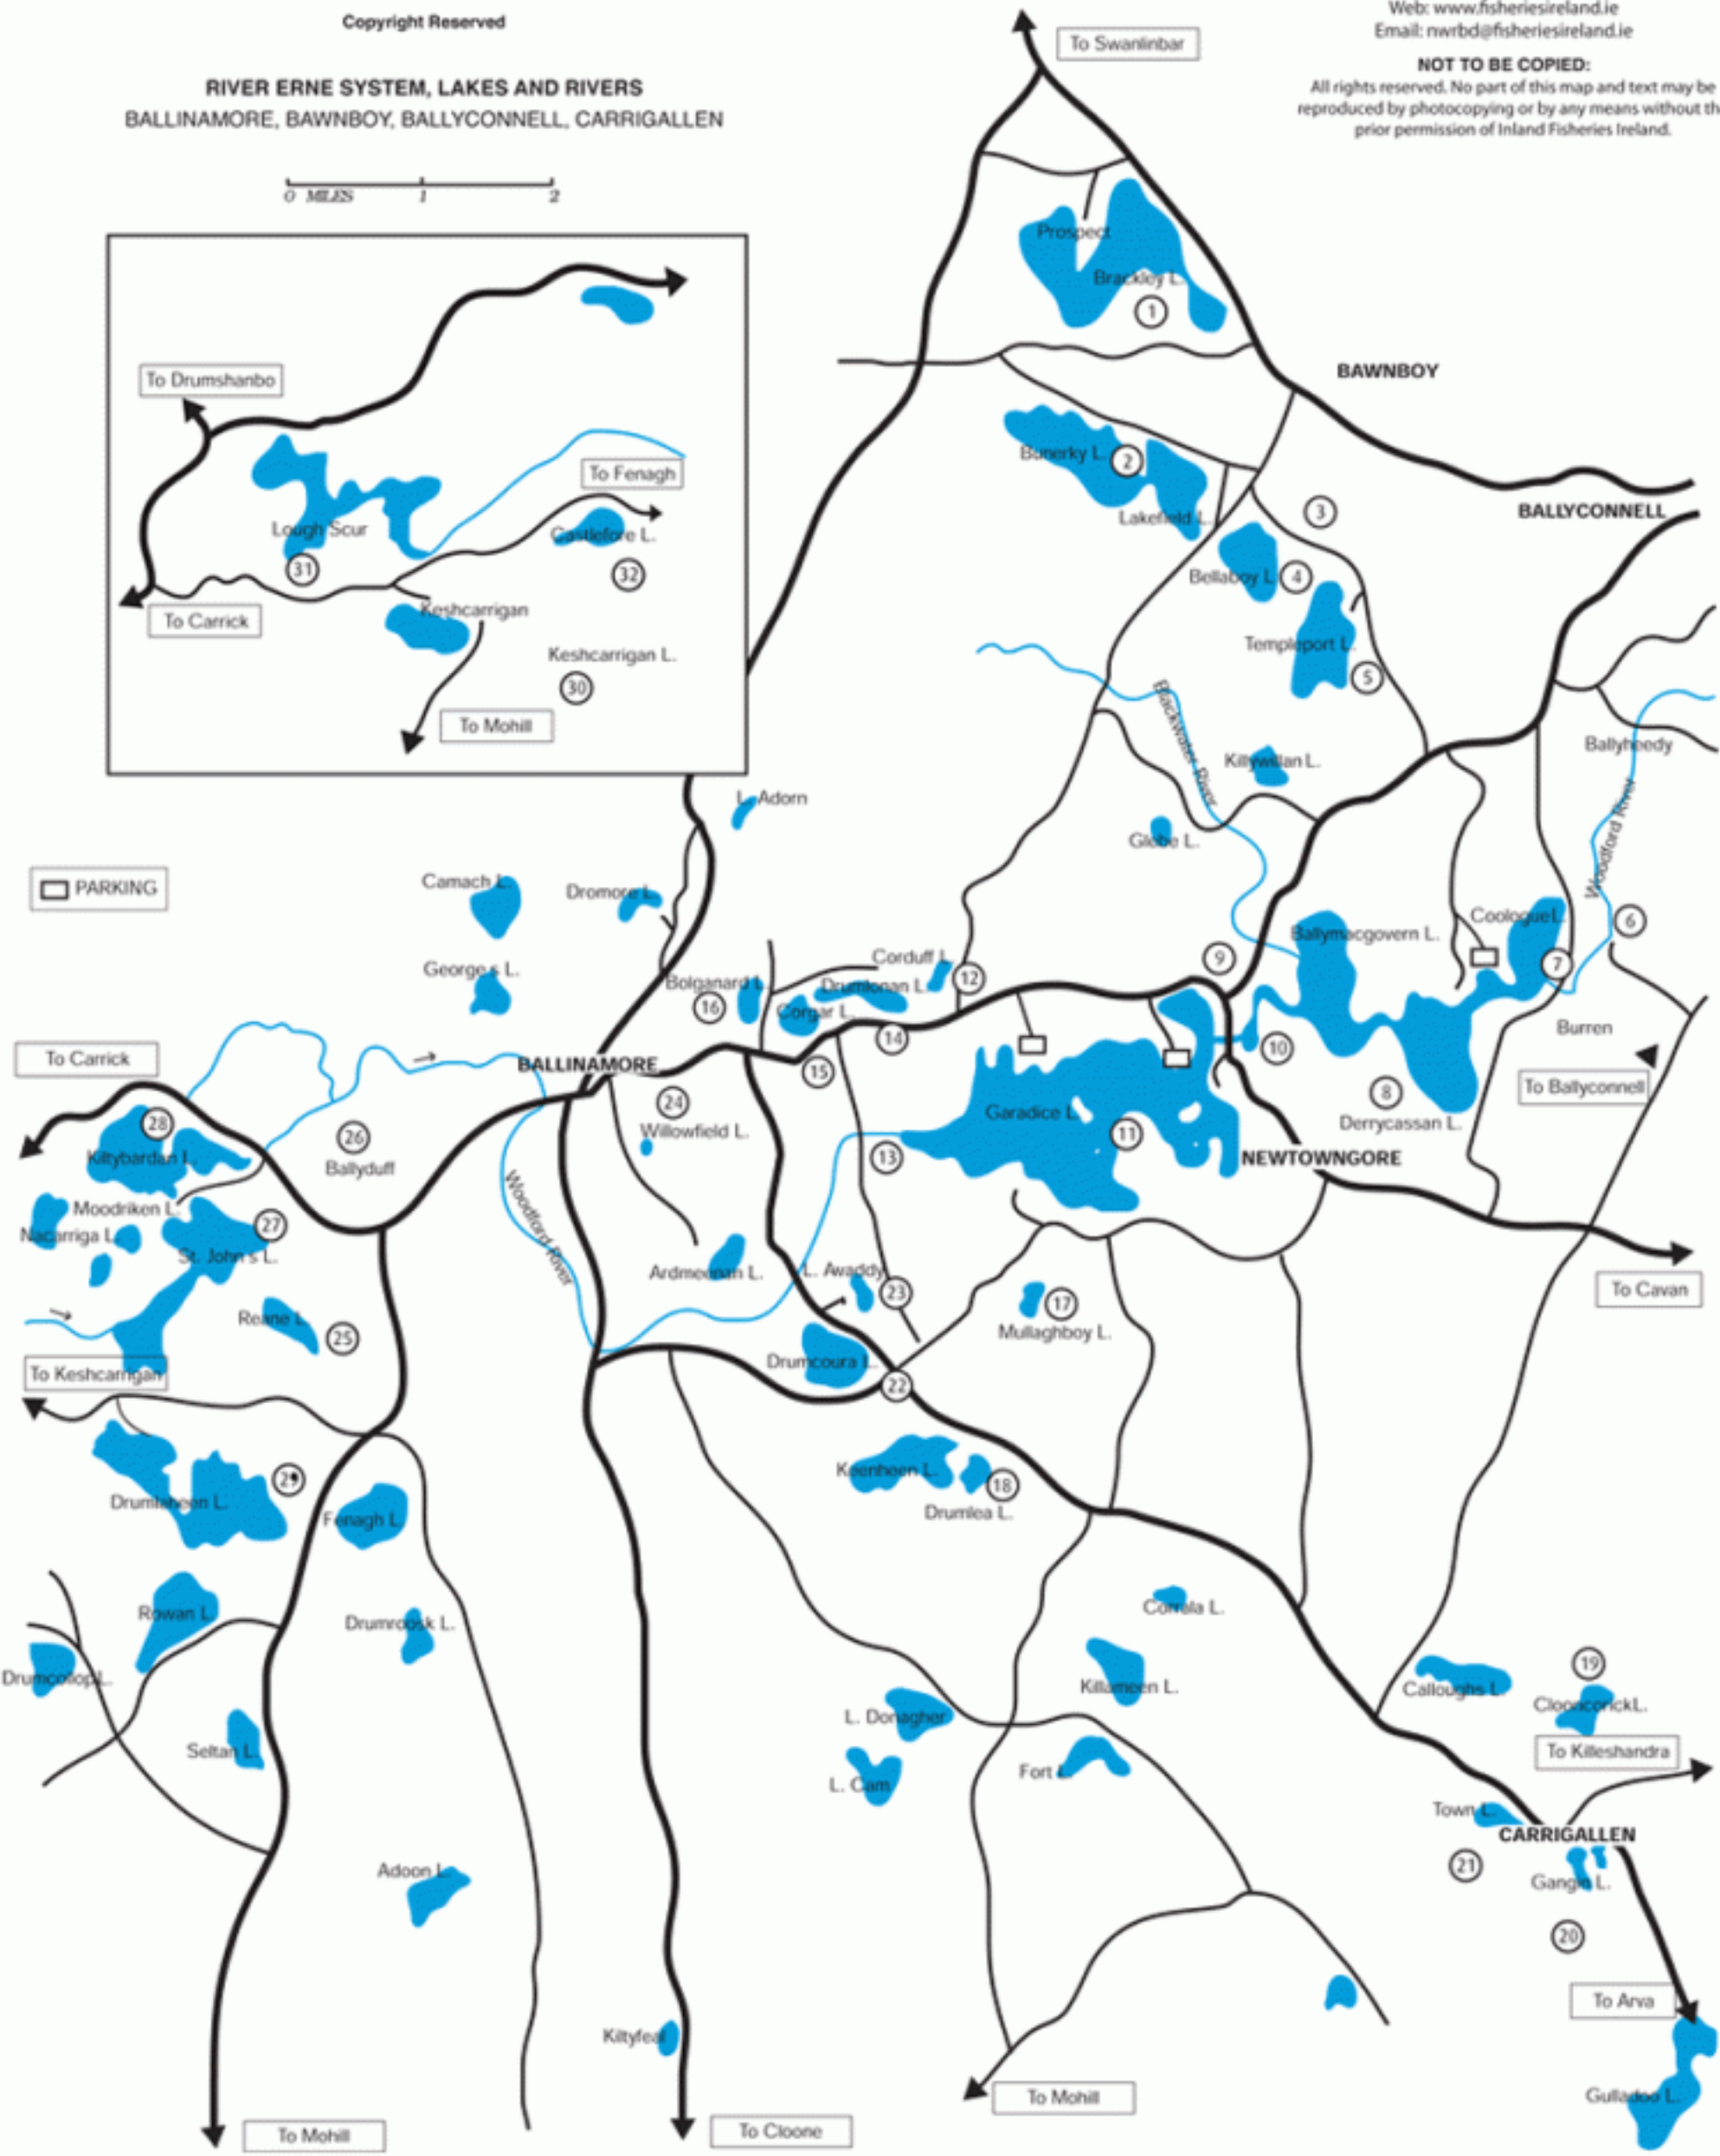 Copyright Reserved
RIVER ERNE SYSTEM, LAKES AND RIVERS
BALLINAMORE, BAWNBOY, BALLYCONNELL, CARRIGALLEN
0 MILES 1 2
Web: www.fisheriesireland.ie
Email: nwrbd@fisheriesireland.ie
NOT TO BE COPIED:
All rights reserved. No part of this map and text may be
reproduced by photocopying or by any means without th
prior permission of Inland Fisheries Ireland.
To Swanlinbar
Prospect
Brackley L.
1
BAWNBOY
To Drumshanbo
To Fenagh
Lough Scur
31
Castlefore L.
32
To Carrick
Keshcarrigan
Keshcarrigan L.
30
To Mohill
Bunerky L.
2
Lakefield L.
3
BALLYCONNELL
Bellaboy L.
4
Templeport L.
5
Blackwater River
Killywillan L.
Ballyheedy
Woodford River
Glebe L.
L. Adorn
PARKING
Camach L.
Dromore L.
George's L.
Bolganard L.
16
Corduff L.
12
Drumlonan L.
Corgar L.
14
15
9
Ballymacgovern L.
Coologue L.
6
7
Burren
10
To Ballyconnell
8
Derrycassan L.
Garadice L.
11
13
NEWTOWNGORE
To Cavan
To Carrick
BALLINAMORE
24
Willowfield L.
28
Kiltybardan L.
26
Ballyduff
Moodriken L.
Nacarriga L.
27
St. John's L.
Woodford River
Ardmeenan L.
L. Awaddy
23
17
Mullaghboy L.
Reane L.
25
To Keshcarrigan
Drumcoura L.
22
29
Drumlaheen L.
Fenagh L.
Keenheen L.
18
Drumlea L.
Rowan L.
Drumroosk L.
Drumcollop L.
Seltan L.
Corrala L.
Killameen L.
L. Donagher
L. Cam
Fort L.
Calloughs L.
19
Clooncorick L.
To Killeshandra
Town L.
CARRIGALLEN
21
Gangin L.
20
Adoon L.
To Arva
Kiltyfea
Gulladoo L.
To Mohill
To Cloone
To Mohill